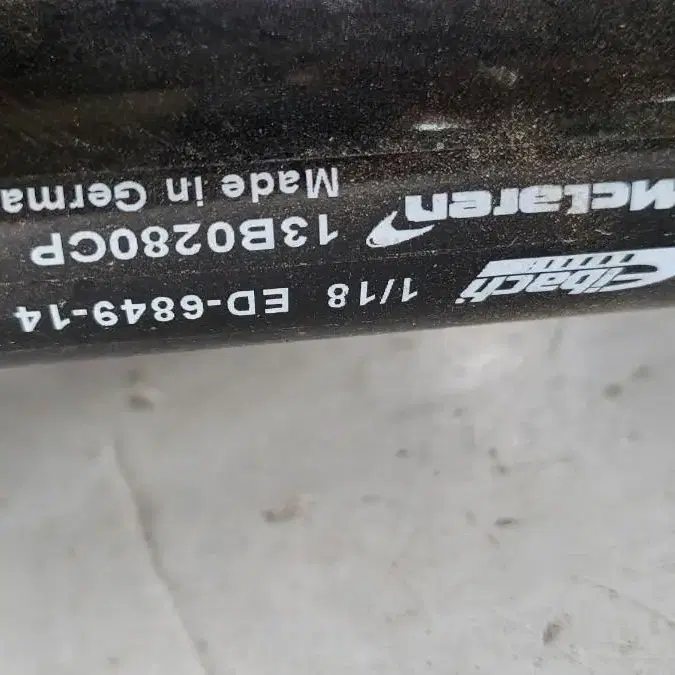 Eibach 1/18 ED-6849-14
McLaren 13B0280CP
Made in Germa